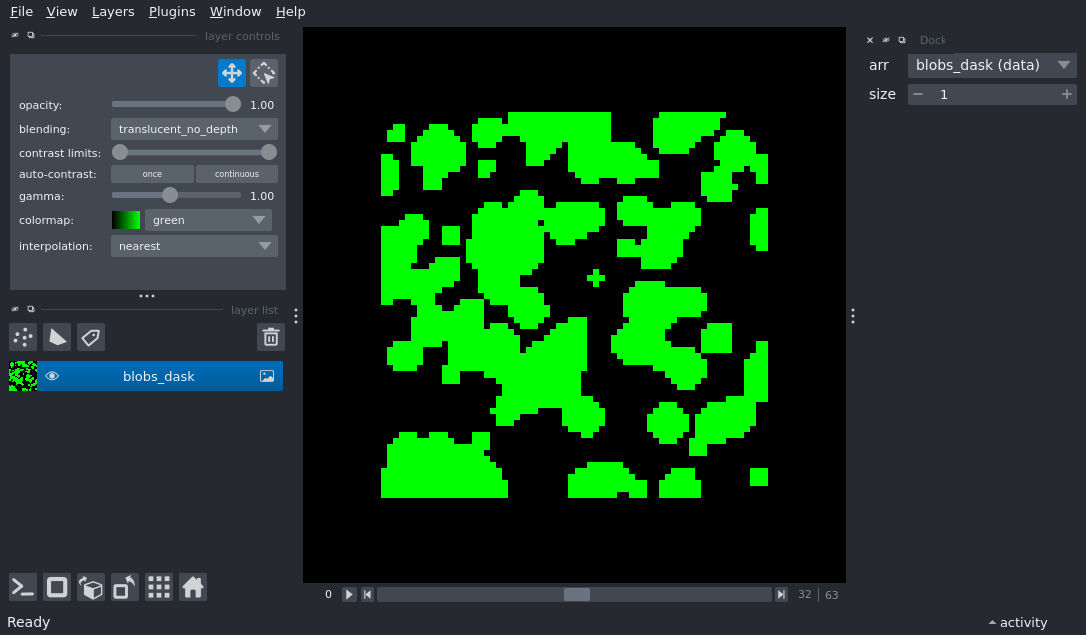 File View Layers Plugins Window Help
layer controls
opacity: 1.00
blending: translucent_no_depth
contrast limits:
auto-contrast: once continuous
gamma: 1.00
colormap: green
interpolation: nearest
layer list
blobs_dask
0 32 63
Dock
arr blobs_dask (data)
size 1
Ready
activity